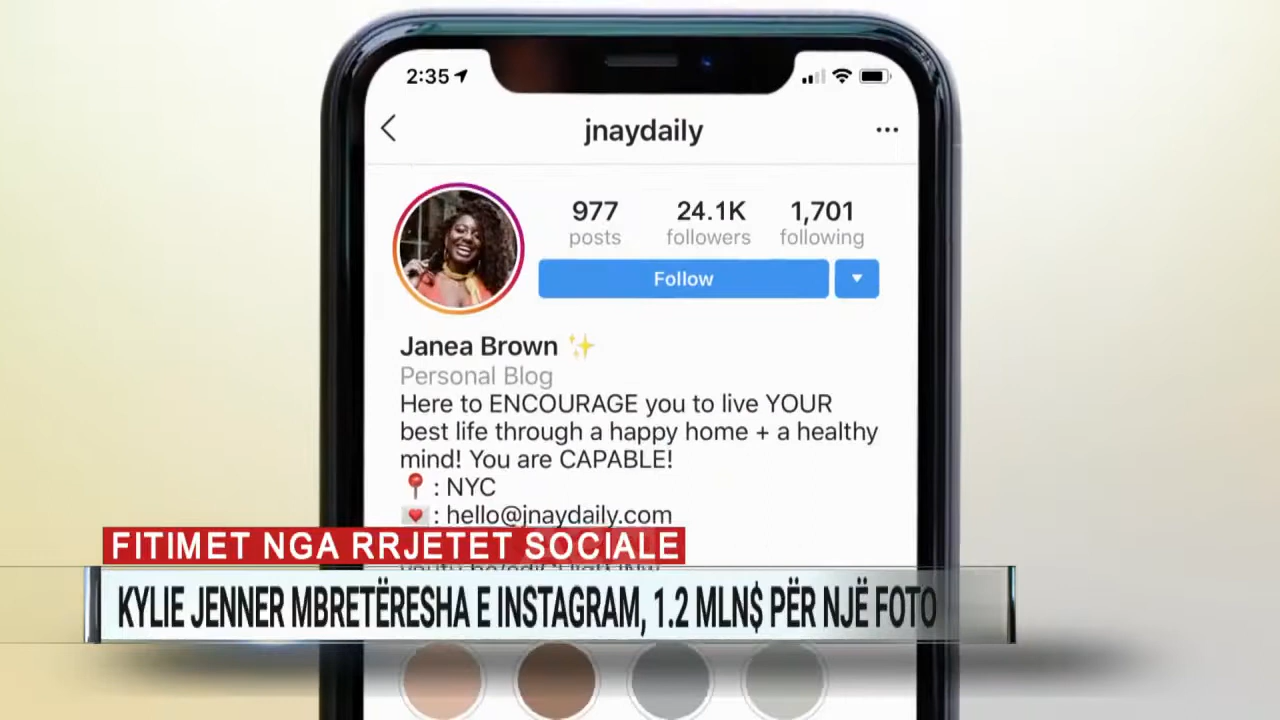 2:35
jnaydaily
977 24.1K 1,701
posts followers following
Follow
Janea Brown
Personal Blog
Here to ENCOURAGE you to live YOUR
best life through a happy home + a healthy
mind! You are CAPABLE!
: NYC
: hello@jnaydaily.com
FITIMET NGA RRJETET SOCIALE
KYLIE JENNER MBRETËRESHA E INSTAGRAM, 1.2 MLN$ PËR NJË FOTO